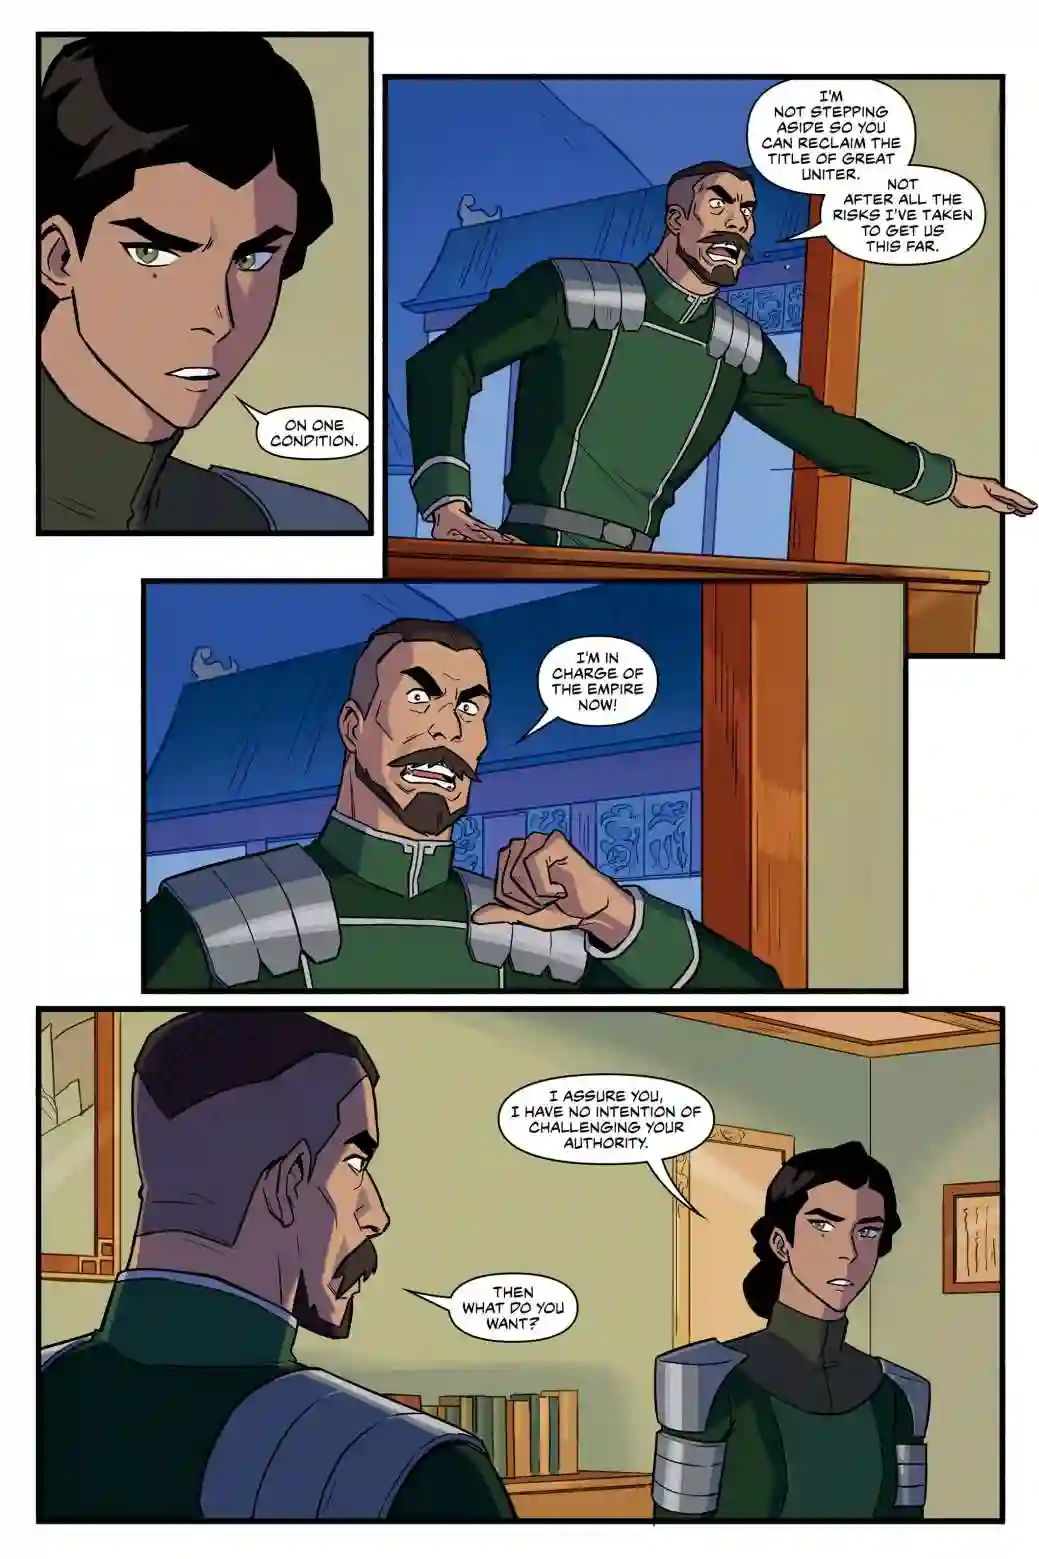 ON ONE
CONDITION.
I'M
NOT STEPPING
ASIDE SO YOU
CAN RECLAIM THE
TITLE OF GREAT
UNITER.
NOT
AFTER ALL THE
RISKS I'VE TAKEN
TO GET US
THIS FAR.
I'M IN
CHARGE OF
THE EMPIRE
NOW!
I ASSURE YOU,
I HAVE NO INTENTION OF
CHALLENGING YOUR
AUTHORITY.
THEN
WHAT DO YOU
WANT?